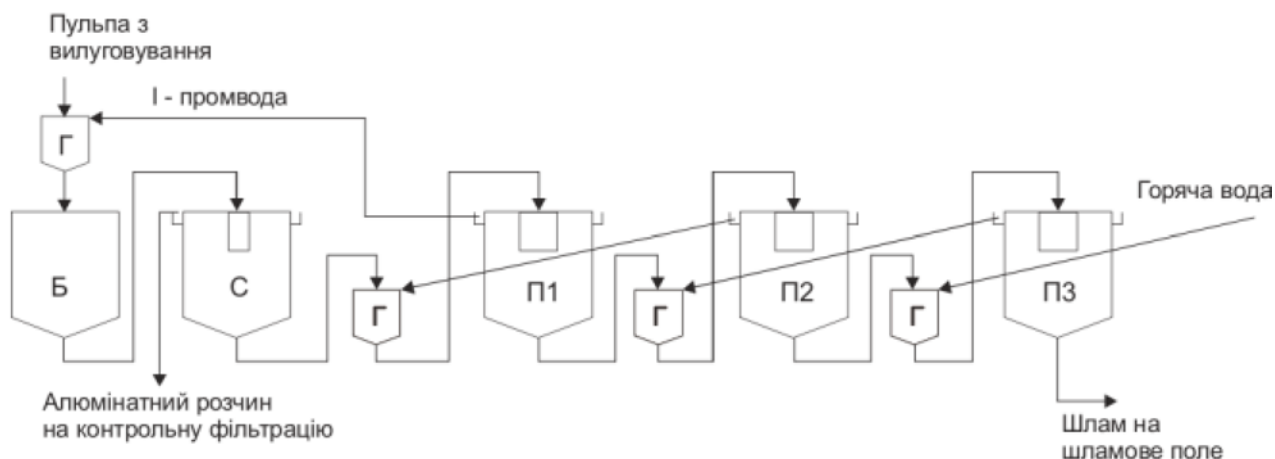 Пульпа з
вилуговування
І - промвода
Г
Горяча вода
Б
С
Г
П1
Г
П2
Г
П3
Алюмінатний розчин
на контрольну фільтрацію
Шлам на
шламове поле